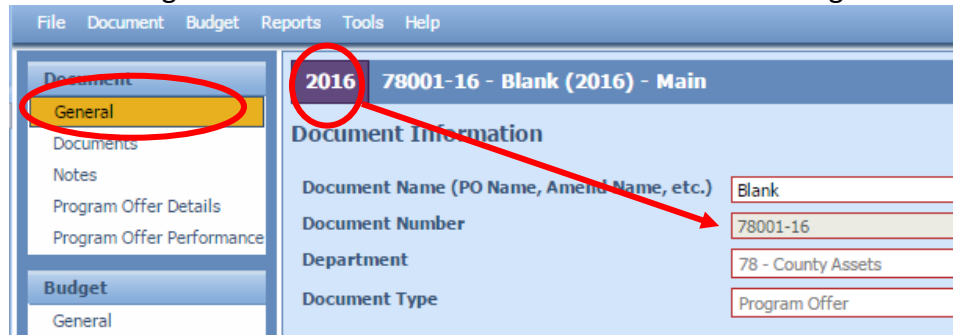 File Document Budget Reports Tools Help
Document
General
Documents
Notes
Program Offer Details
Program Offer Performance
Budget
General
2016 78001-16 - Blank (2016) - Main
Document Information
Document Name (PO Name, Amend Name, etc.) Blank
Document Number 78001-16
Department 78 - County Assets
Document Type Program Offer